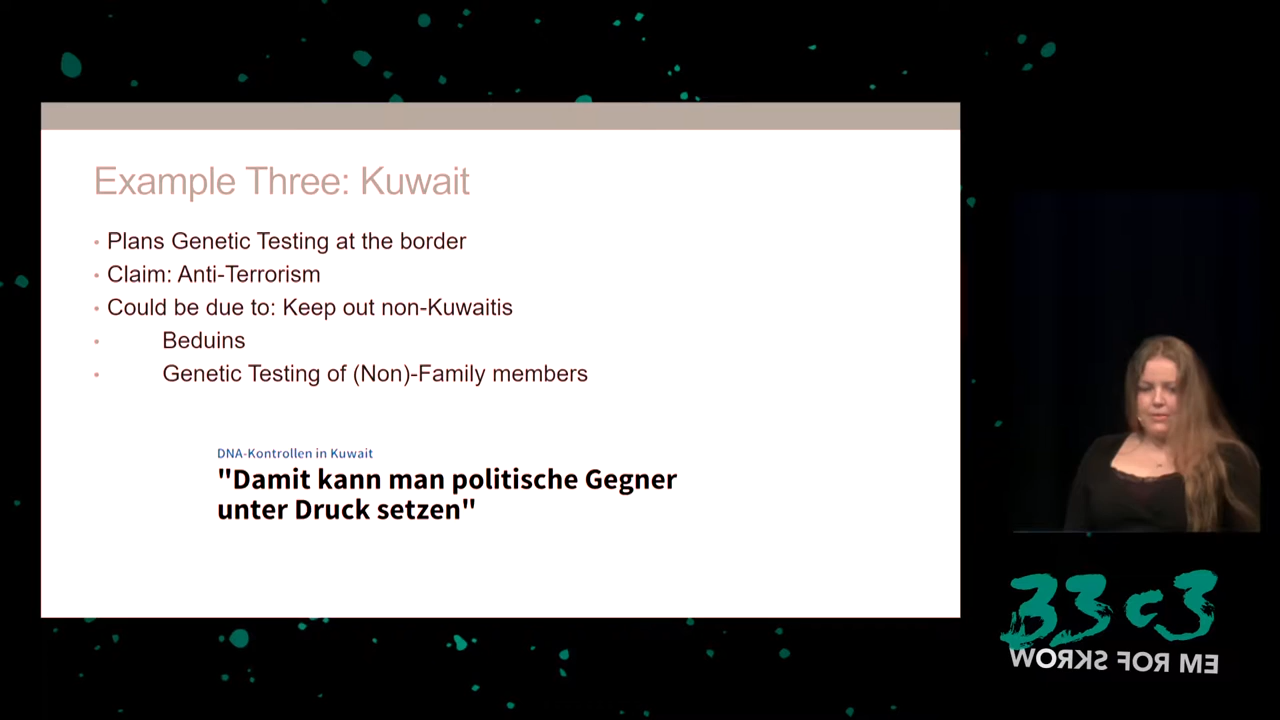 Example Three: Kuwait
• Plans Genetic Testing at the border
• Claim: Anti-Terrorism
• Could be due to: Keep out non-Kuwaitis
• Beduins
• Genetic Testing of (Non)-Family members
DNA-Kontrollen in Kuwait
"Damit kann man politische Gegner
unter Druck setzen"
33c3
WORKS FOR ME